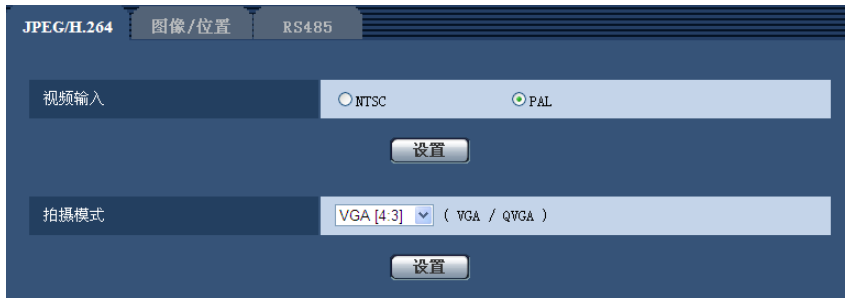 JPEG/H.264 图像/位置 RS485
视频输入 NTSC PAL
设置
拍摄模式 VGA [4:3] ( VGA / QVGA )
设置